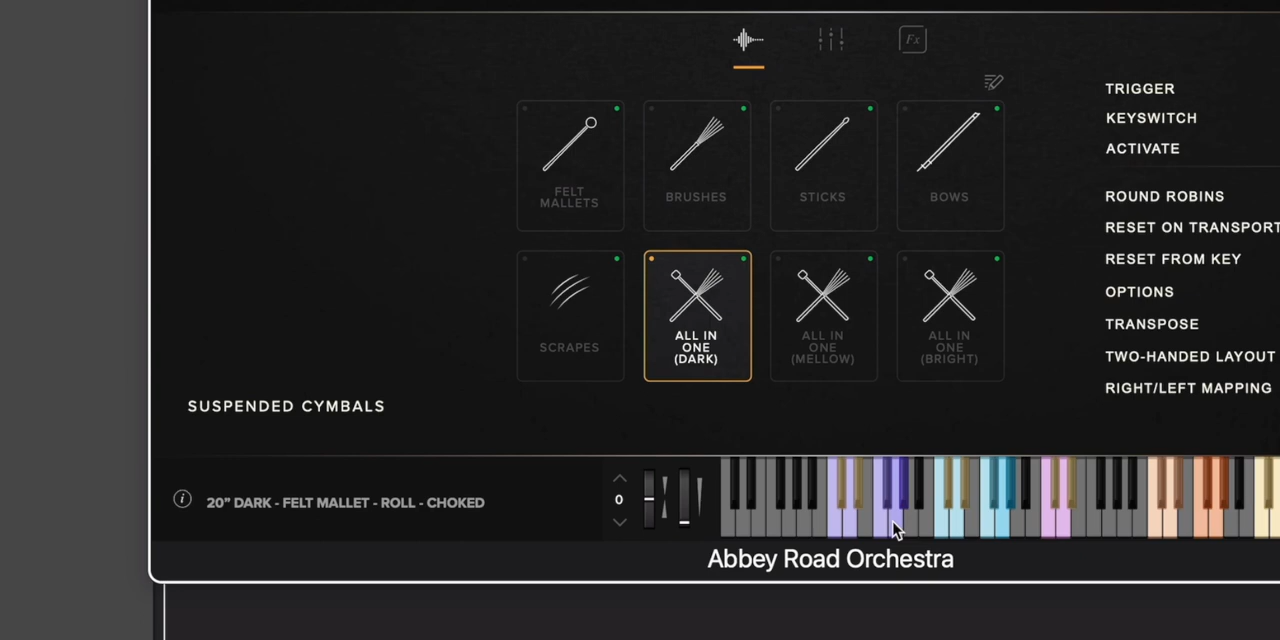 Fx
FELT
MALLETS
BRUSHES
STICKS
BOWS
SCRAPES
ALL IN
ONE
(DARK)
ALL IN
ONE
(MELLOW)
ALL IN
ONE
(BRIGHT)
TRIGGER
KEYSWITCH
ACTIVATE
ROUND ROBINS
RESET ON TRANSPORT
RESET FROM KEY
OPTIONS
TRANSPOSE
TWO-HANDED LAYOUT
RIGHT/LEFT MAPPING
SUSPENDED CYMBALS
i
20” DARK - FELT MALLET - ROLL - CHOKED
0
Abbey Road Orchestra